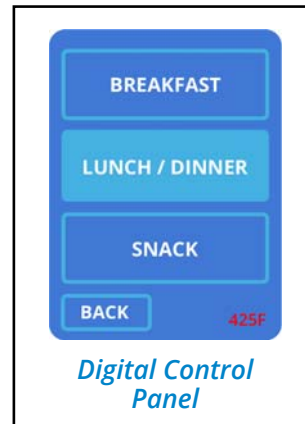 BREAKFAST
LUNCH / DINNER
SNACK
BACK 425F
Digital Control
Panel